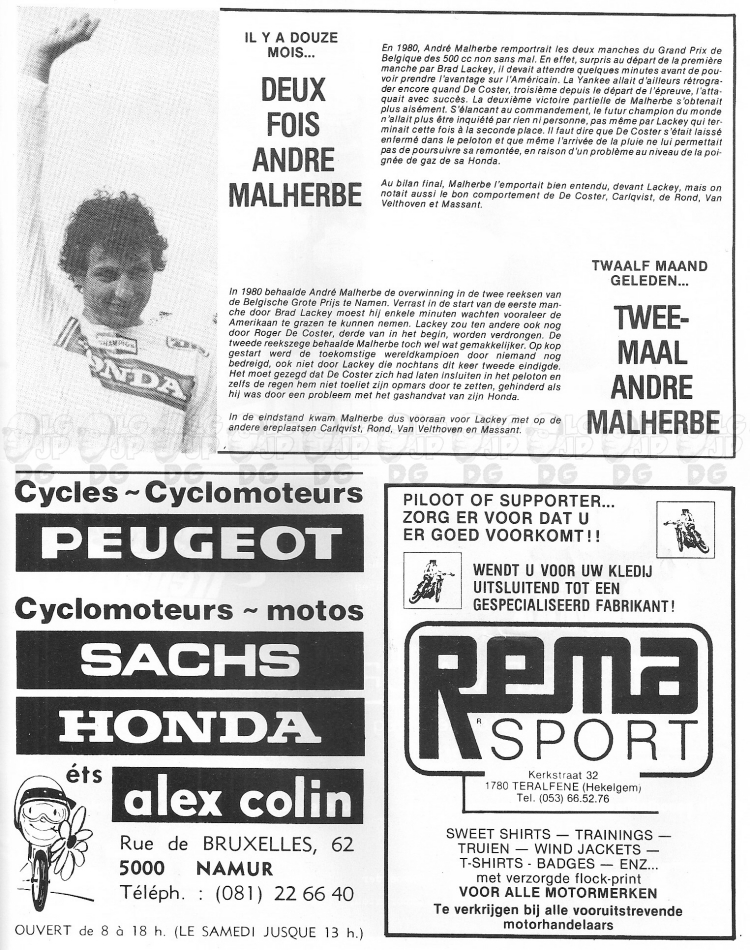 IL Y A DOUZE
MOIS...
DEUX
FOIS
ANDRE
MALHERBE
En 1980, André Malherbe remportrait les deux manches du Grand Prix de
Belgique des 500 cc non sans mal. En effet, surpris au départ de la première
manche par Brad Lackey, il devait attendre quelques minutes avant de pou-
voir prendre l'avantage sur l'Américain. La Yankee allait d'ailleurs rétrogra-
der encore quand De Coster, troisième depuis le départ de l'épreuve, l'atta-
quait avec succès. La deuxième victoire partielle de Malherbe s'obtenait
plus aisément. S'élancant au commandement, le futur champion du monde
n'allait plus être inquiété par rien ni personne, pas même par Lackey qui ter-
minait cette fois à la seconde place. Il faut dire que De Coster s'était laissé
enfermé dans le peloton et que même l'arrivée de la pluie ne lui permettait
pas de poursuivre sa remontée, en raison d'un problème au niveau de la poi-
gnée de gaz de sa Honda.
Au bilan final, Malherbe l'emportait bien entendu, devant Lackey, mais on
notait aussi le bon comportement de De Coster, Carlqvist, de Rond, Van
Velthoven et Massant.
TWAALF MAAND
GELEDEN...
TWEE-
MAAL
ANDRE
MALHERBE
In 1980 behaalde André Malherbe de overwinning in de twee reeksen van
de Belgische Grote Prijs te Namen. Verrast in de start van de eerste man-
che door Brad Lackey moest hij enkele minuten wachten vooraleer de
Amerikaan te grazen te kunnen nemen. Lackey zou ten andere ook nog
door Roger De Coster, derde van in het begin, worden verdrongen. De
tweede rekszege behaalde Malherbe toch wel wat gemakkelijker. Op kop
gestart werd de toekomstige wereldkampioen door niemand nog
bedreigd, ook niet door Lackey die nochtans dit keer tweede eindigde.
Het moet gezegd dat De Coster zich had laten insluiten in het peloton en
zelfs de regen hem niet toeliet zijn opmars door te zetten, gehinderd als
hij was door een probleem met het gashandvat van zijn Honda.
In de eindstand kwam Malherbe dus vooraan voor Lackey met op de
andere ereplaatsen Carlqvist, Rond, Van Velthoven en Massant.
HONDA
Cycles ~ Cyclomoteurs
PEUGEOT
Cyclomoteurs ~ motos
SACHS
HONDA
éts
alex colin
Rue de BRUXELLES, 62
5000 NAMUR
Téléph. : (081) 22 66 40
OUVERT de 8 à 18 h. (LE SAMEDI JUSQUE 13 h.)
PILOOT OF SUPPORTER...
ZORG ER VOOR DAT U
ER GOED VOORKOMT!!
WENDT U VOOR UW KLEDIJ
UITSLUITEND TOT EEN
GESPECIALISEERD FABRIKANT!
Rema
R SPORT
Kerkstraat 32
1780 TERALFENE (Hekelgem)
Tel. (053) 66.52.76
SWEET SHIRTS — TRAININGS —
TRUIEN — WIND JACKETS —
T-SHIRTS - BADGES — ENZ...
met verzorgde flock-print
VOOR ALLE MOTORMERKEN
Te verkrijgen bij alle vooruitstrevende
motorhandelaars